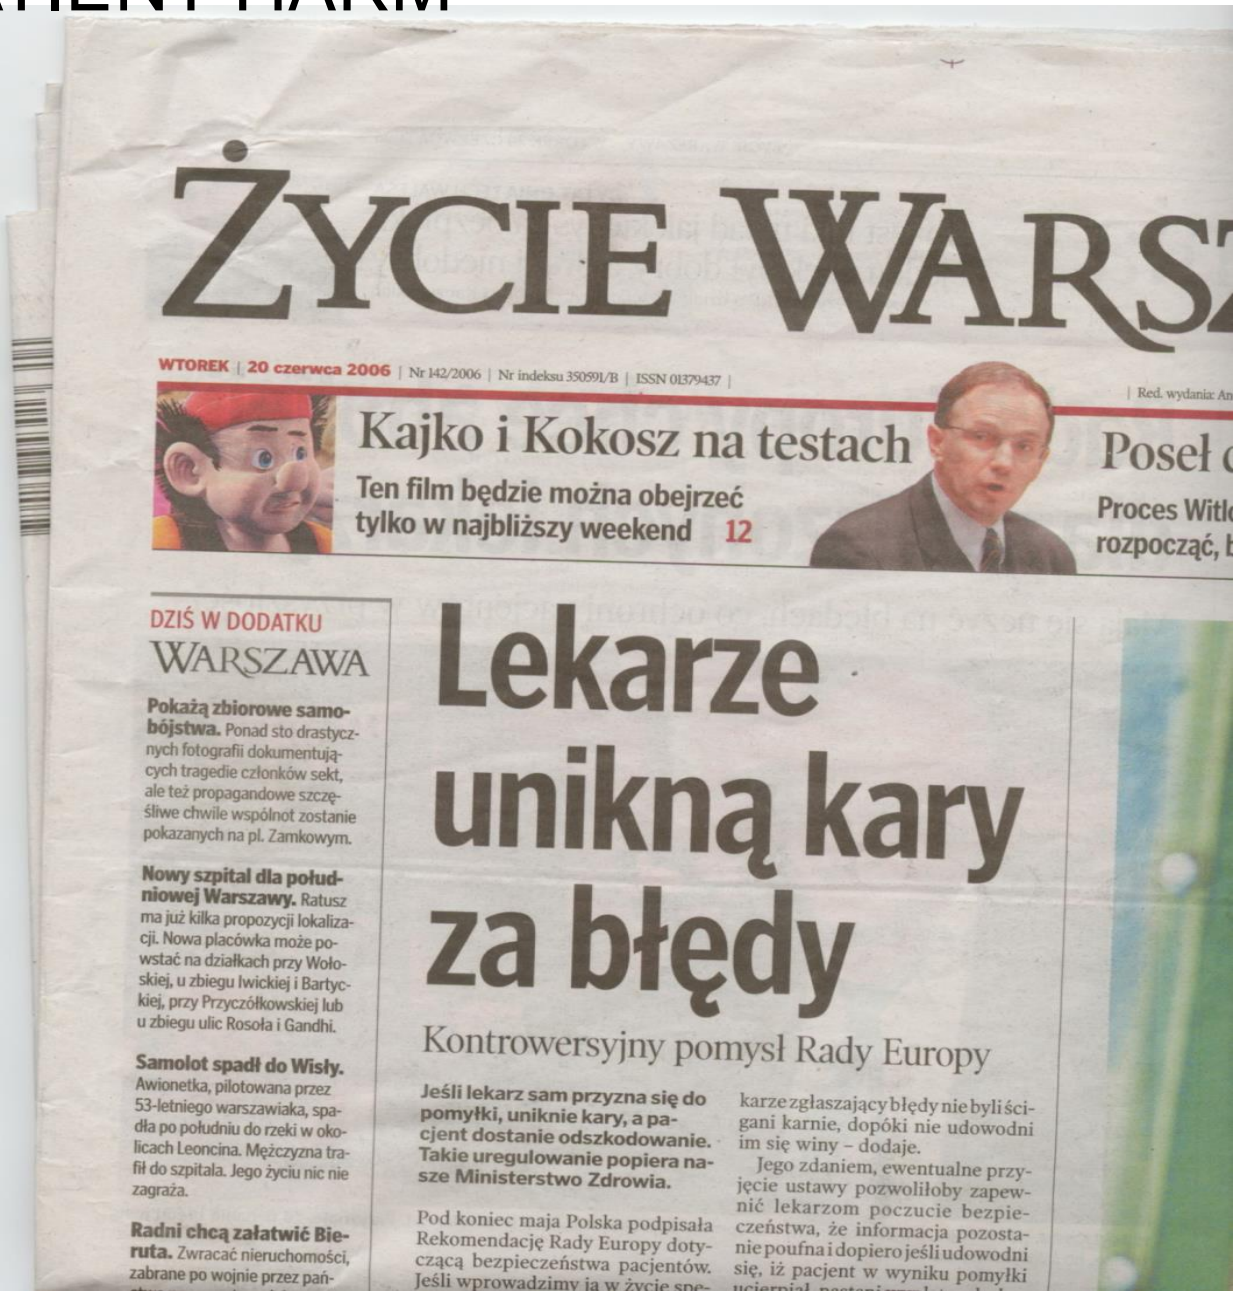 HARM
ŻYCIE
WTOREK | 20 czerwca 2006 | Nr 142/2006 | Nr indeksu 350591/B | ISSN 01379437 |
| Red. wydania:
Kajko i Kokosz na testach
Ten film będzie można obejrzeć
tylko w najbliższy weekend 12
Poseł
Proces
rozpocząć,
DZIŚ W DODATKU
WARSZAWA
Pokażą zbiorowe samo-
bójstwa. Ponad sto drastycz-
nych fotografii dokumentują-
cych tragedie członków sekt,
ale też propagandowe szczę-
śliwe chwile wspólnot zostanie
pokazanych na pl. Zamkowym.
Nowy szpital dla połud-
niowej Warszawy. Ratusz
ma już kilka propozycji lokaliza-
cji. Nowa placówka może po-
wstać na działkach przy Woło-
skiej, u zbiegu Iwickiej i Bartyc-
kiej, przy Przyczółkowskiej lub
u zbiegu ulic Rosoła i Gandhi.
Samolot spadł do Wisły.
Awionetka, pilotowana przez
53-letniego warszawiaka, spa-
dła po południu do rzeki w oko-
licach Leoncina. Mężczyzna tra-
fił do szpitala. Jego życiu nic nie
zagraża.
Radni chcą załatwić Bie-
ruta. Zwracać nieruchomości,
zabrane po wojnie przez pań-
Lekarze
unikną kary
za błędy
Kontrowersyjny pomysł Rady Europy
Jeśli lekarz sam przyzna się do
pomyłki, uniknie kary, a pa-
cjent dostanie odszkodowanie.
Takie uregulowanie popiera na-
sze Ministerstwo Zdrowia.
Pod koniec maja Polska podpisała
Rekomendację Rady Europy doty-
czącą bezpieczeństwa pacjentów.
Jeśli wprowadzimy ją w życie spe-
karze zgłaszający błędy nie byli ści-
gani karnie, dopóki nie udowodni
im się winy – dodaje.
Jego zdaniem, ewentualne przy-
jęcie ustawy pozwoliłoby zapew-
nić lekarzom poczucie bezpie-
czeństwa, że informacja pozosta-
nie poufna i dopiero jeśli udowodni
się, iż pacjent w wyniku pomyłki